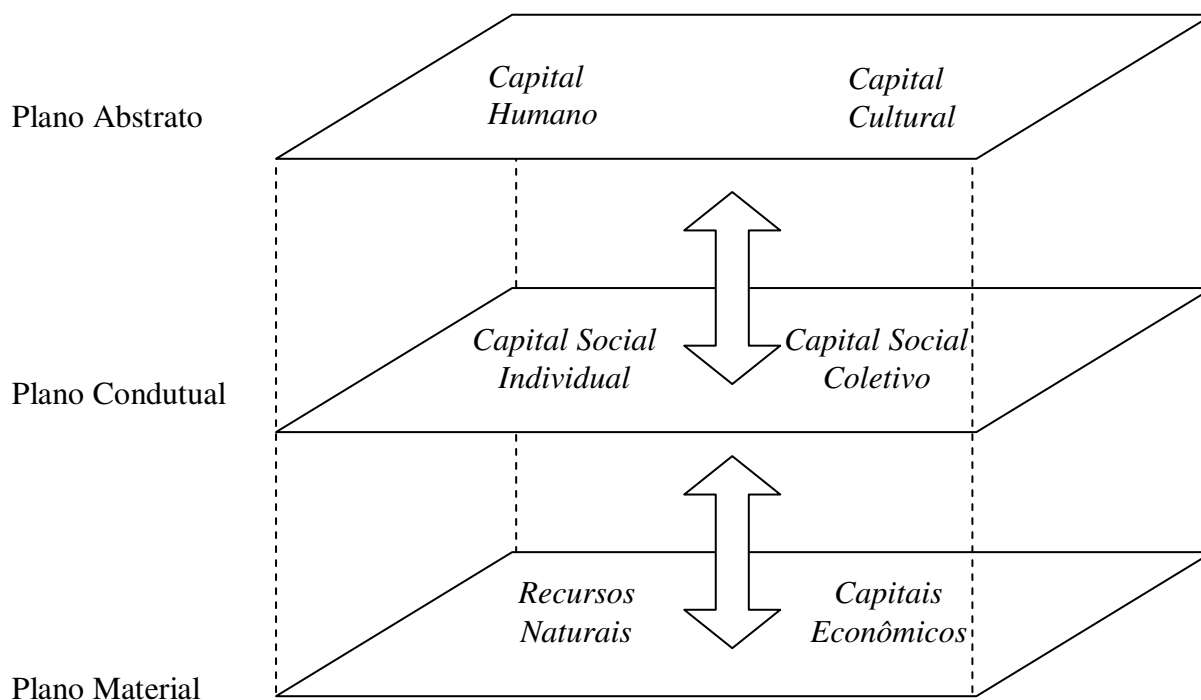 Plano Abstrato
Capital
Humano
Capital
Cultural
Plano Condutual
Capital Social
Individual
Capital Social
Coletivo
Plano Material
Recursos
Naturais
Capitais
Econômicos